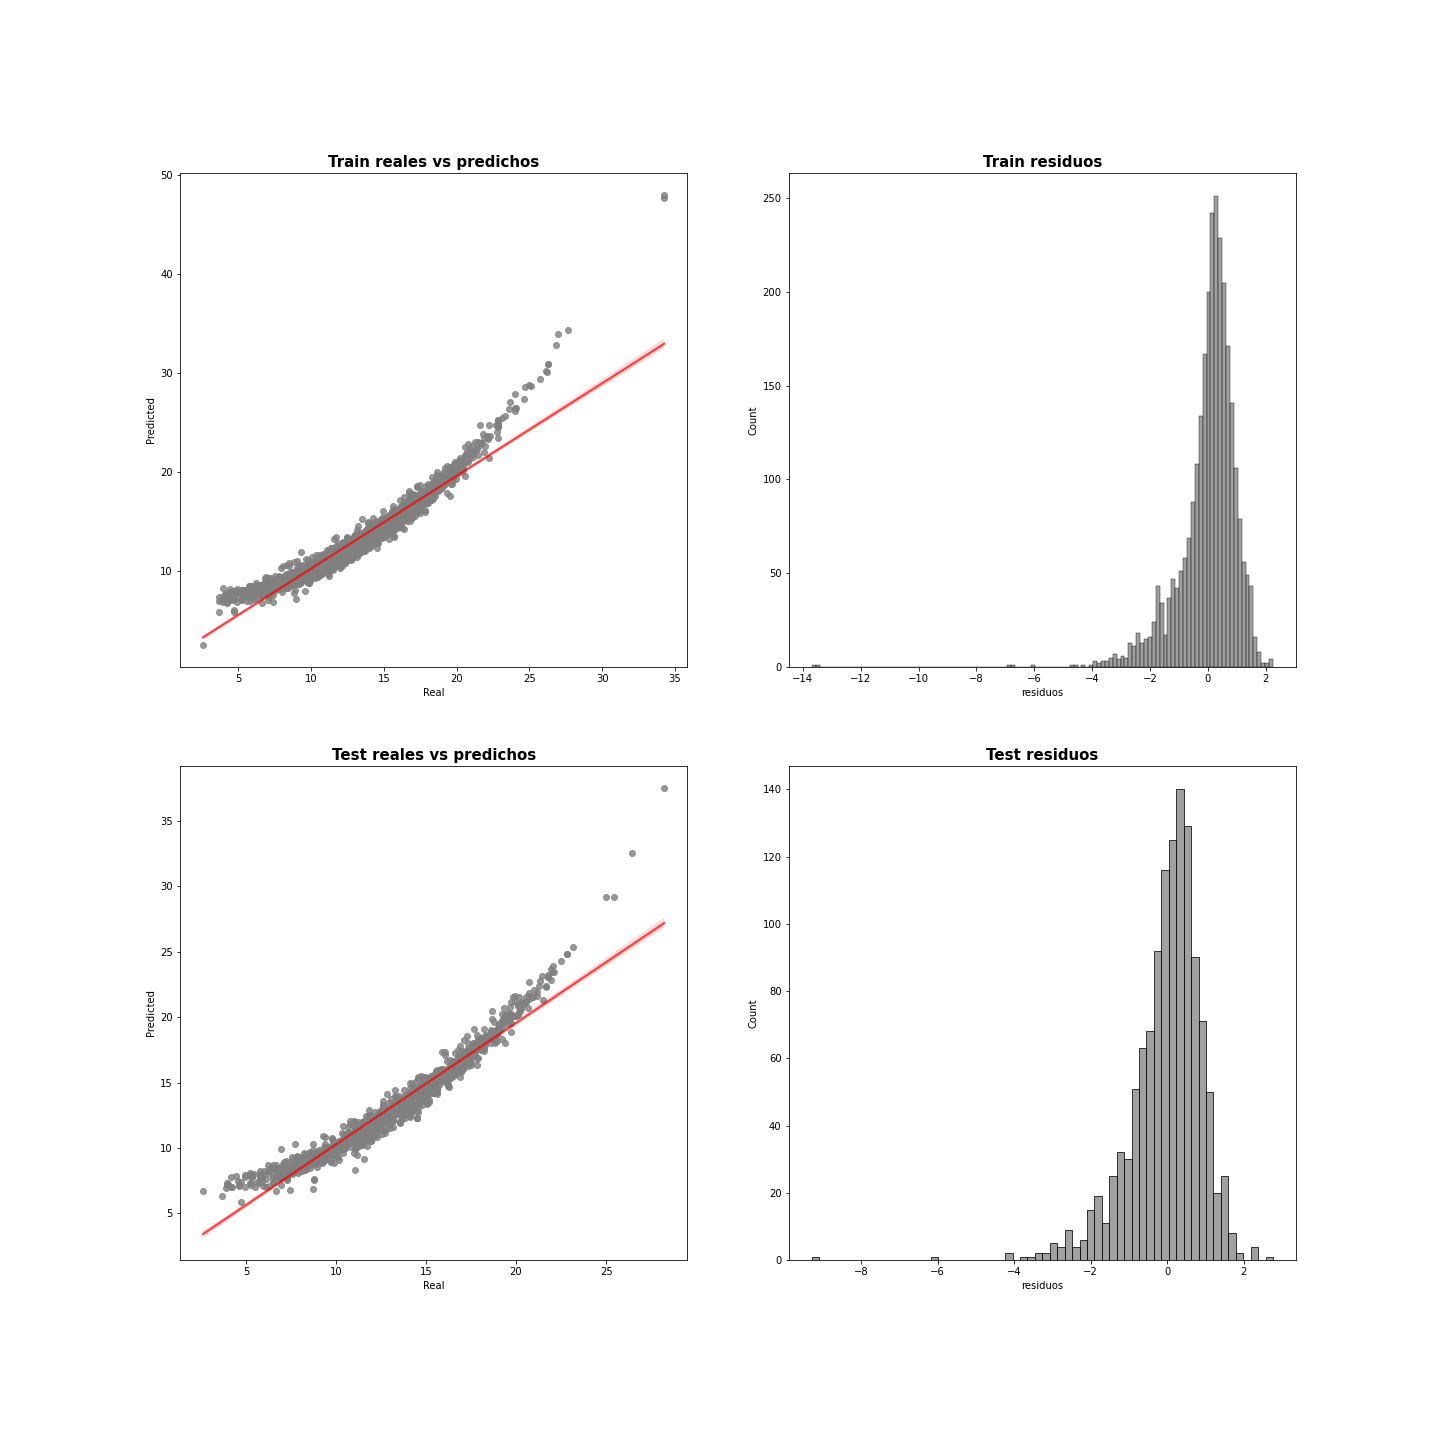 Train reales vs predichos
50
40
30
20
10
Predicted
5 10 15 20 25 30 35
Real
Train residuos
250
200
150
100
50
0
Count
−14 −12 −10 −8 −6 −4 −2 0 2
residuos
Test reales vs predichos
35
30
25
20
15
10
5
Predicted
5 10 15 20 25
Real
Test residuos
140
120
100
80
60
40
20
0
Count
−8 −6 −4 −2 0 2
residuos